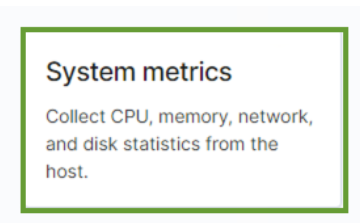 System metrics
Collect CPU, memory, network,
and disk statistics from the
host.